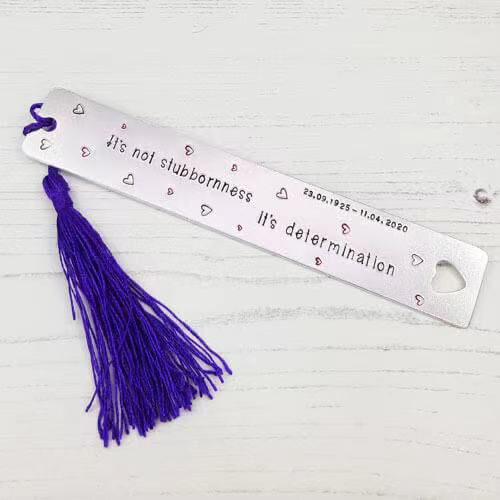 It's not stubbornness
It's determination
23.09.1925 - 11.04.2020